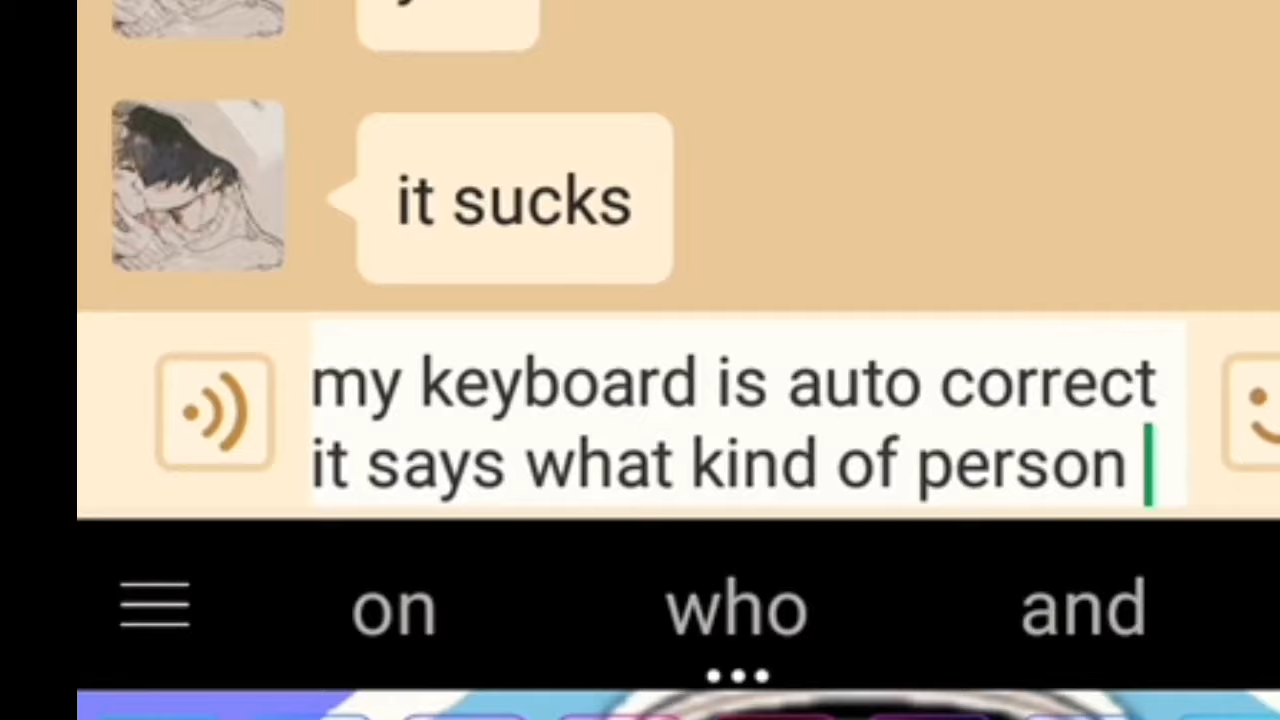 it sucks
my keyboard is auto correct
it says what kind of person
on who and